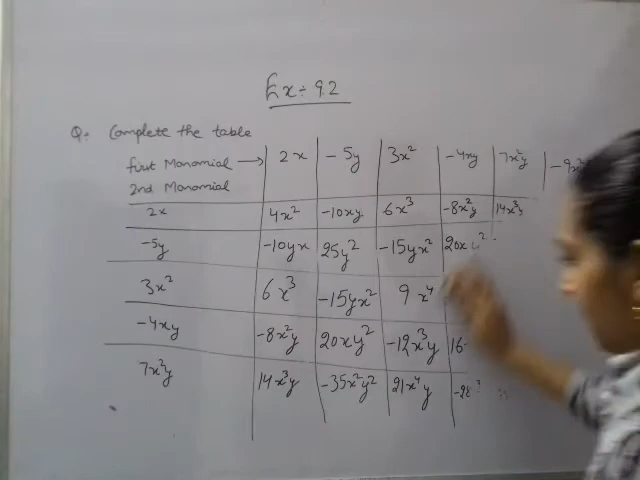 Ex ÷ 9.2
Q. Complete the table
first Monomial → 2x -5y 3x² -4xy 7x²y -9x²
2nd Monomial
2x 4x² -10xy 6x³ -8x²y 14x³y
-5y -10yx 25y² -15yx² 20xy²
3x² 6x³ -15yx² 9x⁴
-4xy -8x²y 20xy² -12x³y 16
7x²y 14x³y -35x²y² 21x⁴y